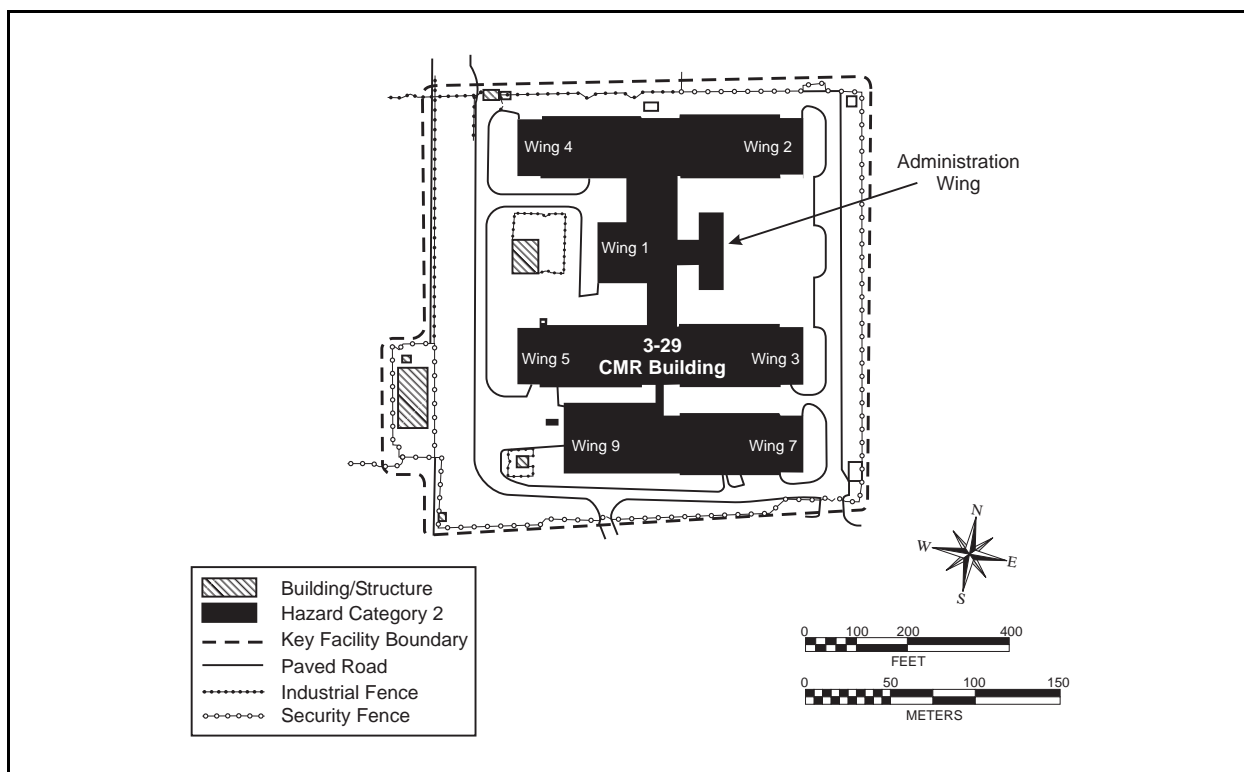 Wing 4
Wing 2
Administration
Wing
Wing 1
3-29
CMR Building
Wing 5
Wing 3
Wing 9
Wing 7
N
W
E
S
Building/Structure
Hazard Category 2
Key Facility Boundary
Paved Road
Industrial Fence
Security Fence
0 100 200 400
FEET
0 50 100 150
METERS